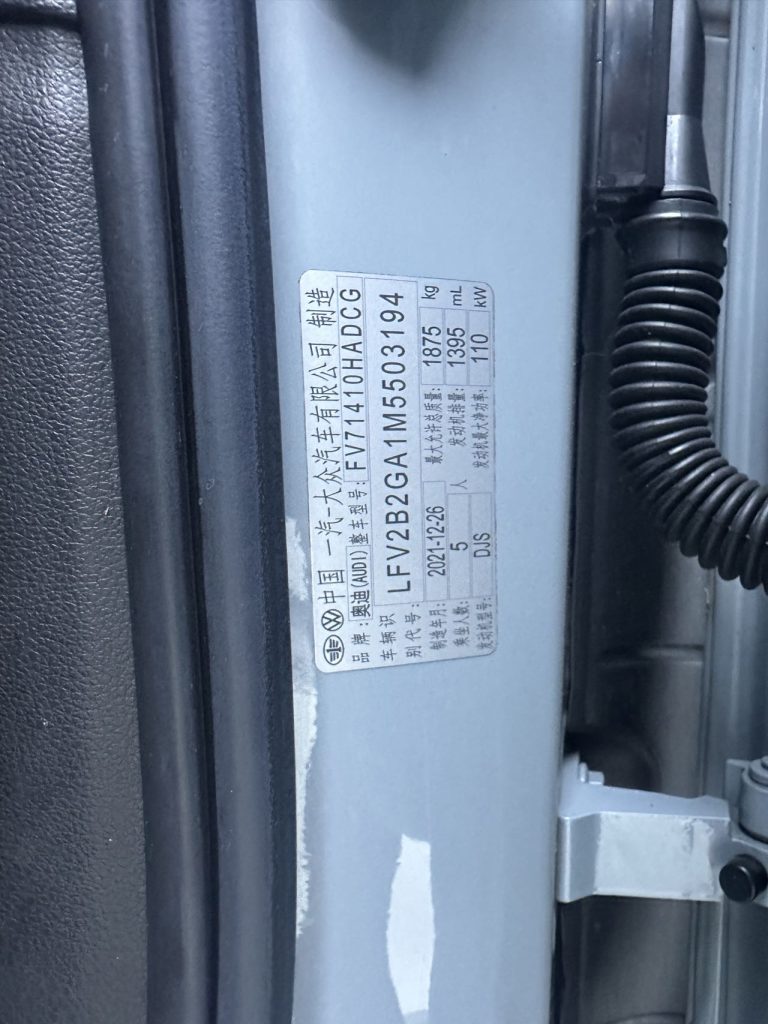 中国 一汽-大众汽车有限公司 制造
品牌:奥迪(AUDI) 整车型号: FV71410HADCG
车辆识别代号: LFV2B2GA1M5503194
制造年月: 2021-12-26 最大允许总质量: 1875 kg
乘坐人数: 5 人 发动机排量: 1395 mL
发动机型号: DJS 发动机最大净功率: 110 kW